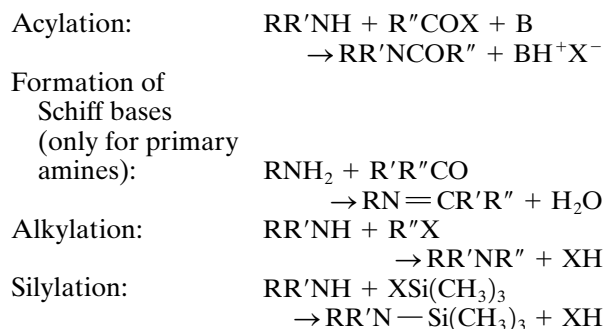 Acylation: RR′NH + R″COX + B
→ RR′NCOR″ + BH⁺X⁻
Formation of
Schiff bases
(only for primary
amines): RNH₂ + R′R″CO
→ RN═CR′R″ + H₂O
Alkylation: RR′NH + R″X
→ RR′NR″ + XH
Silylation: RR′NH + XSi(CH₃)₃
→ RR′N—Si(CH₃)₃ + XH